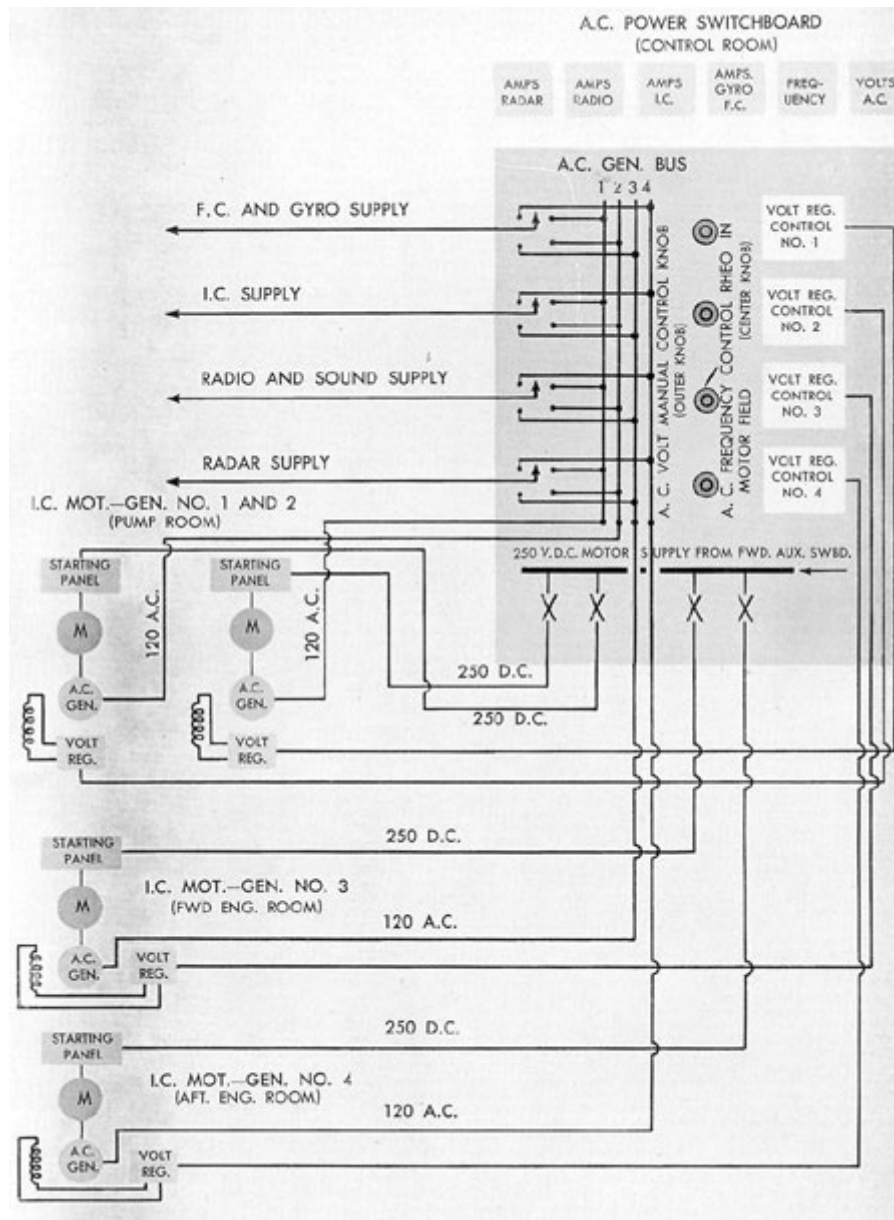 A.C. POWER SWITCHBOARD
(CONTROL ROOM)
AMPS RADAR
AMPS RADIO
AMPS I.C.
AMPS. GYRO F.C.
FREQ-UENCY
VOLTS A.C.
A.C. GEN. BUS
1 2 3 4
F.C. AND GYRO SUPPLY
I.C. SUPPLY
RADIO AND SOUND SUPPLY
RADAR SUPPLY
A. C. VOLT MANUAL CONTROL KNOB
(OUTER KNOB)
A. C. FREQUENCY CONTROL RHEO IN
MOTOR FIELD (CENTER KNOB)
VOLT REG.
CONTROL
NO. 1
VOLT REG.
CONTROL
NO. 2
VOLT REG.
CONTROL
NO. 3
VOLT REG.
CONTROL
NO. 4
I.C. MOT.—GEN. NO. 1 AND 2
(PUMP ROOM)
250 V.D.C. MOTOR SUPPLY FROM FWD. AUX. SWBD.
STARTING
PANEL
M
A.C.
GEN.
VOLT
REG.
120 A.C.
STARTING
PANEL
M
A.C.
GEN.
VOLT
REG.
120 A.C.
250 D.C.
250 D.C.
STARTING
PANEL
250 D.C.
M
I.C. MOT.—GEN. NO. 3
(FWD ENG. ROOM)
120 A.C.
A.C.
GEN.
VOLT
REG.
STARTING
PANEL
250 D.C.
M
I.C. MOT.—GEN. NO. 4
(AFT. ENG. ROOM)
120 A.C.
A.C.
GEN.
VOLT
REG.